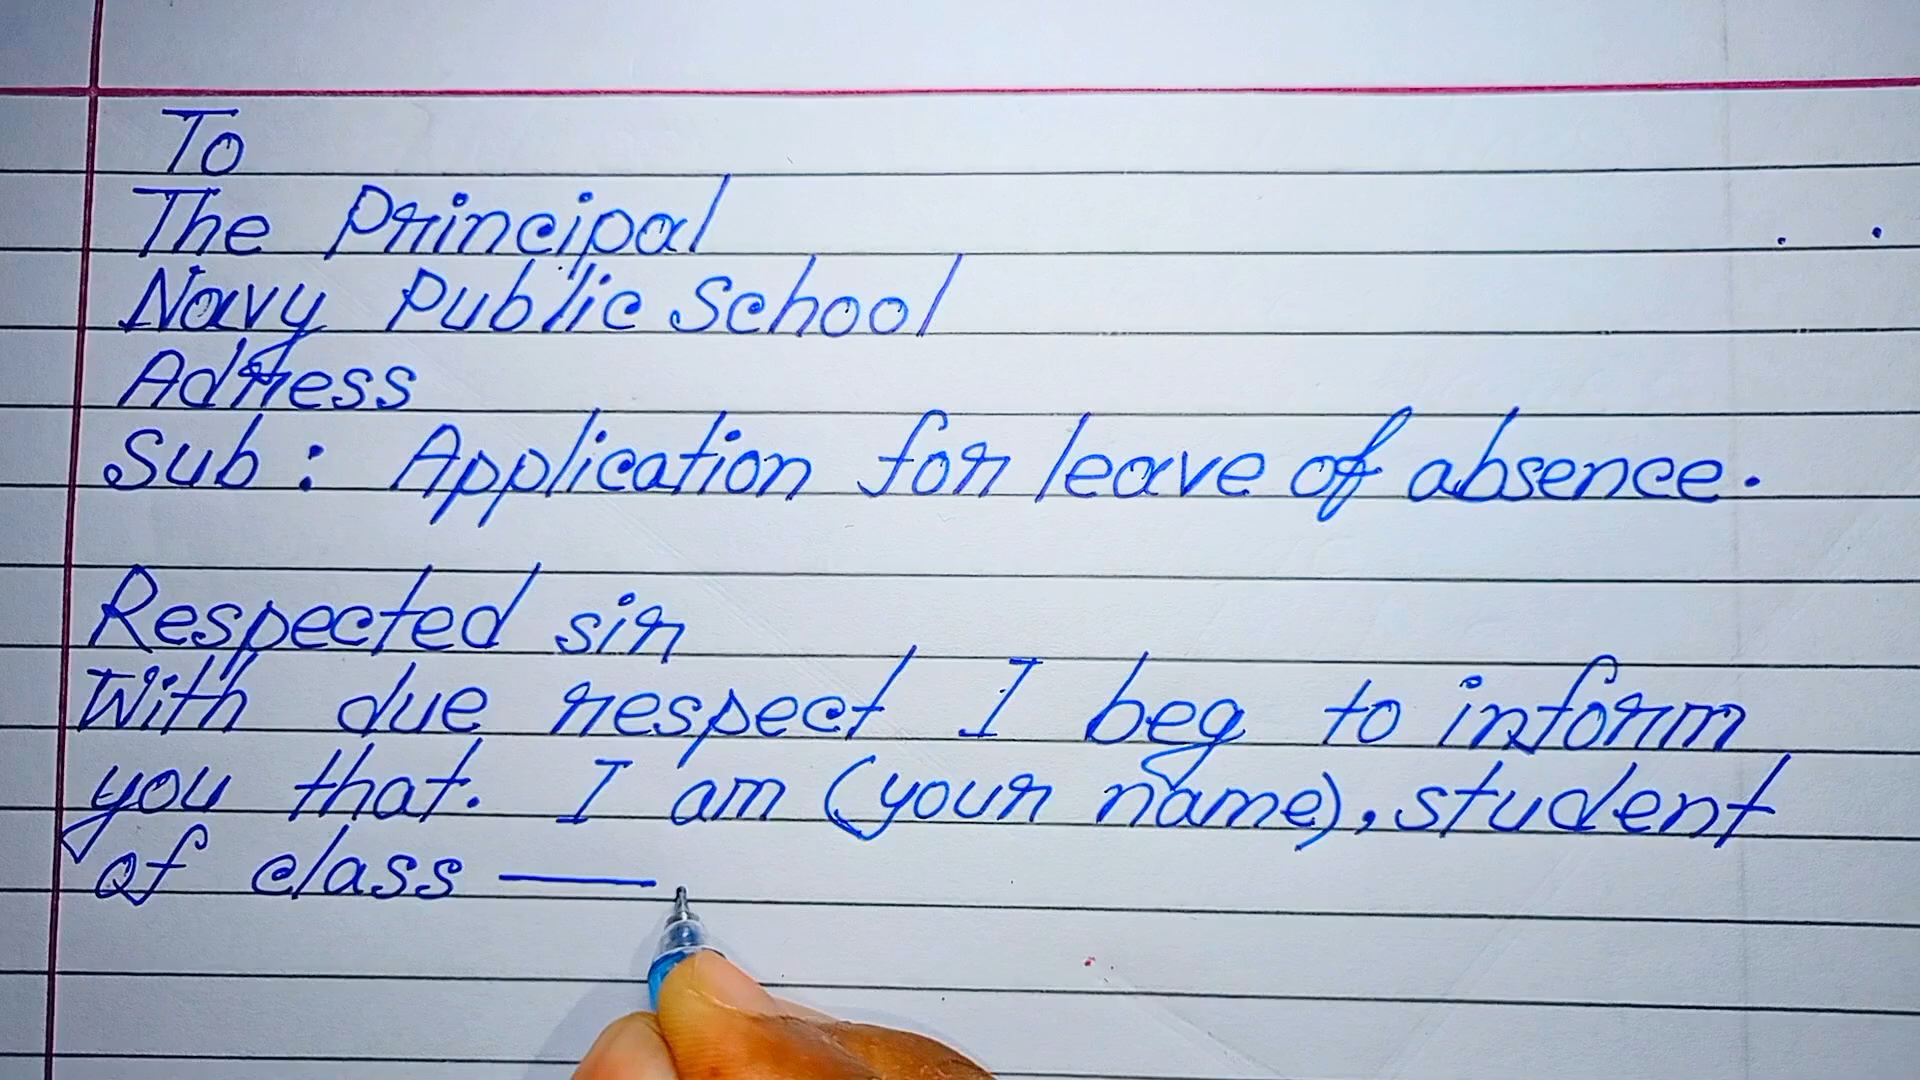 To
The Principal
Navy Public School
Adress
Sub : Application for leave of absence.
Respected sir
With due respect I beg to inform
you that. I am (your name), student
of class —